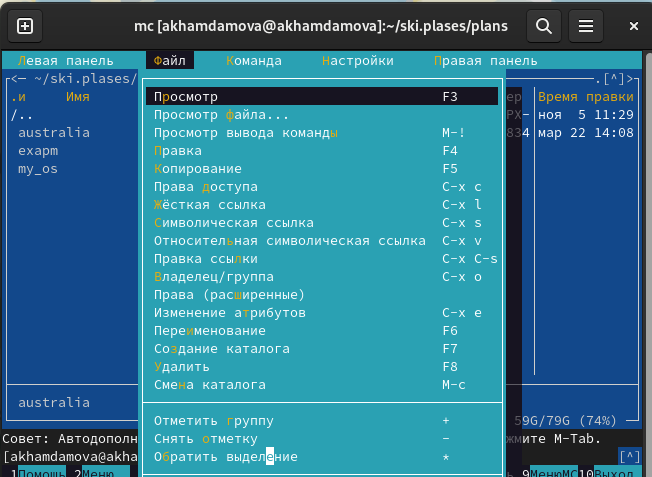 mc [akhamdamova@akhamdamova]:~/ski.plases/plans
Левая панель Файл Команда Настройки Правая панель
<— ~/ski.plases/ .[^]>
.и Имя ер Время правки
Просмотр F3
/.. Просмотр файла... РХ— ноя 5 11:29
australia Просмотр вывода команды M-! 834 мар 22 14:08
exapm Правка F4
my_os Копирование F5
Права доступа C-x c
Жёсткая ссылка C-x l
Символическая ссылка C-x s
Относительная символическая ссылка C-x v
Правка ссылки C-x C-s
Владелец/группа C-x o
Права (расширенные)
Изменение атрибутов C-x e
Переименование F6
Создание каталога F7
Удалить F8
Смена каталога M-c
australia
Отметить группу + 59G/79G (74%)
Совет: Автодополн Снять отметку - жмите M-Tab.
[akhamdamova@akha Обратить выделение * [^]
1Помощь 2Меню 9МенюMC 10Выход